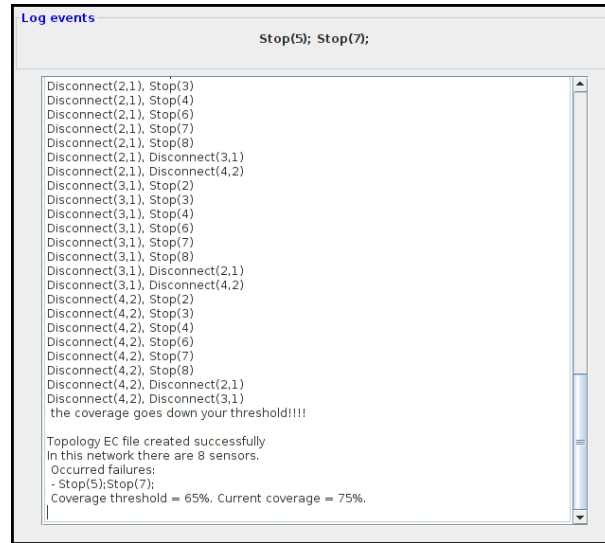 Log events
Stop(5); Stop(7);
Disconnect(2,1), Stop(3)
Disconnect(2,1), Stop(4)
Disconnect(2,1), Stop(6)
Disconnect(2,1), Stop(7)
Disconnect(2,1), Stop(8)
Disconnect(2,1), Disconnect(3,1)
Disconnect(2,1), Disconnect(4,2)
Disconnect(3,1), Stop(2)
Disconnect(3,1), Stop(3)
Disconnect(3,1), Stop(4)
Disconnect(3,1), Stop(6)
Disconnect(3,1), Stop(7)
Disconnect(3,1), Stop(8)
Disconnect(3,1), Disconnect(2,1)
Disconnect(3,1), Disconnect(4,2)
Disconnect(4,2), Stop(2)
Disconnect(4,2), Stop(3)
Disconnect(4,2), Stop(4)
Disconnect(4,2), Stop(6)
Disconnect(4,2), Stop(7)
Disconnect(4,2), Stop(8)
Disconnect(4,2), Disconnect(2,1)
Disconnect(4,2), Disconnect(3,1)
the coverage goes down your threshold!!!!
Topology EC file created successfully
In this network there are 8 sensors.
Occurred failures:
- Stop(5);Stop(7);
Coverage threshold = 65%. Current coverage = 75%.